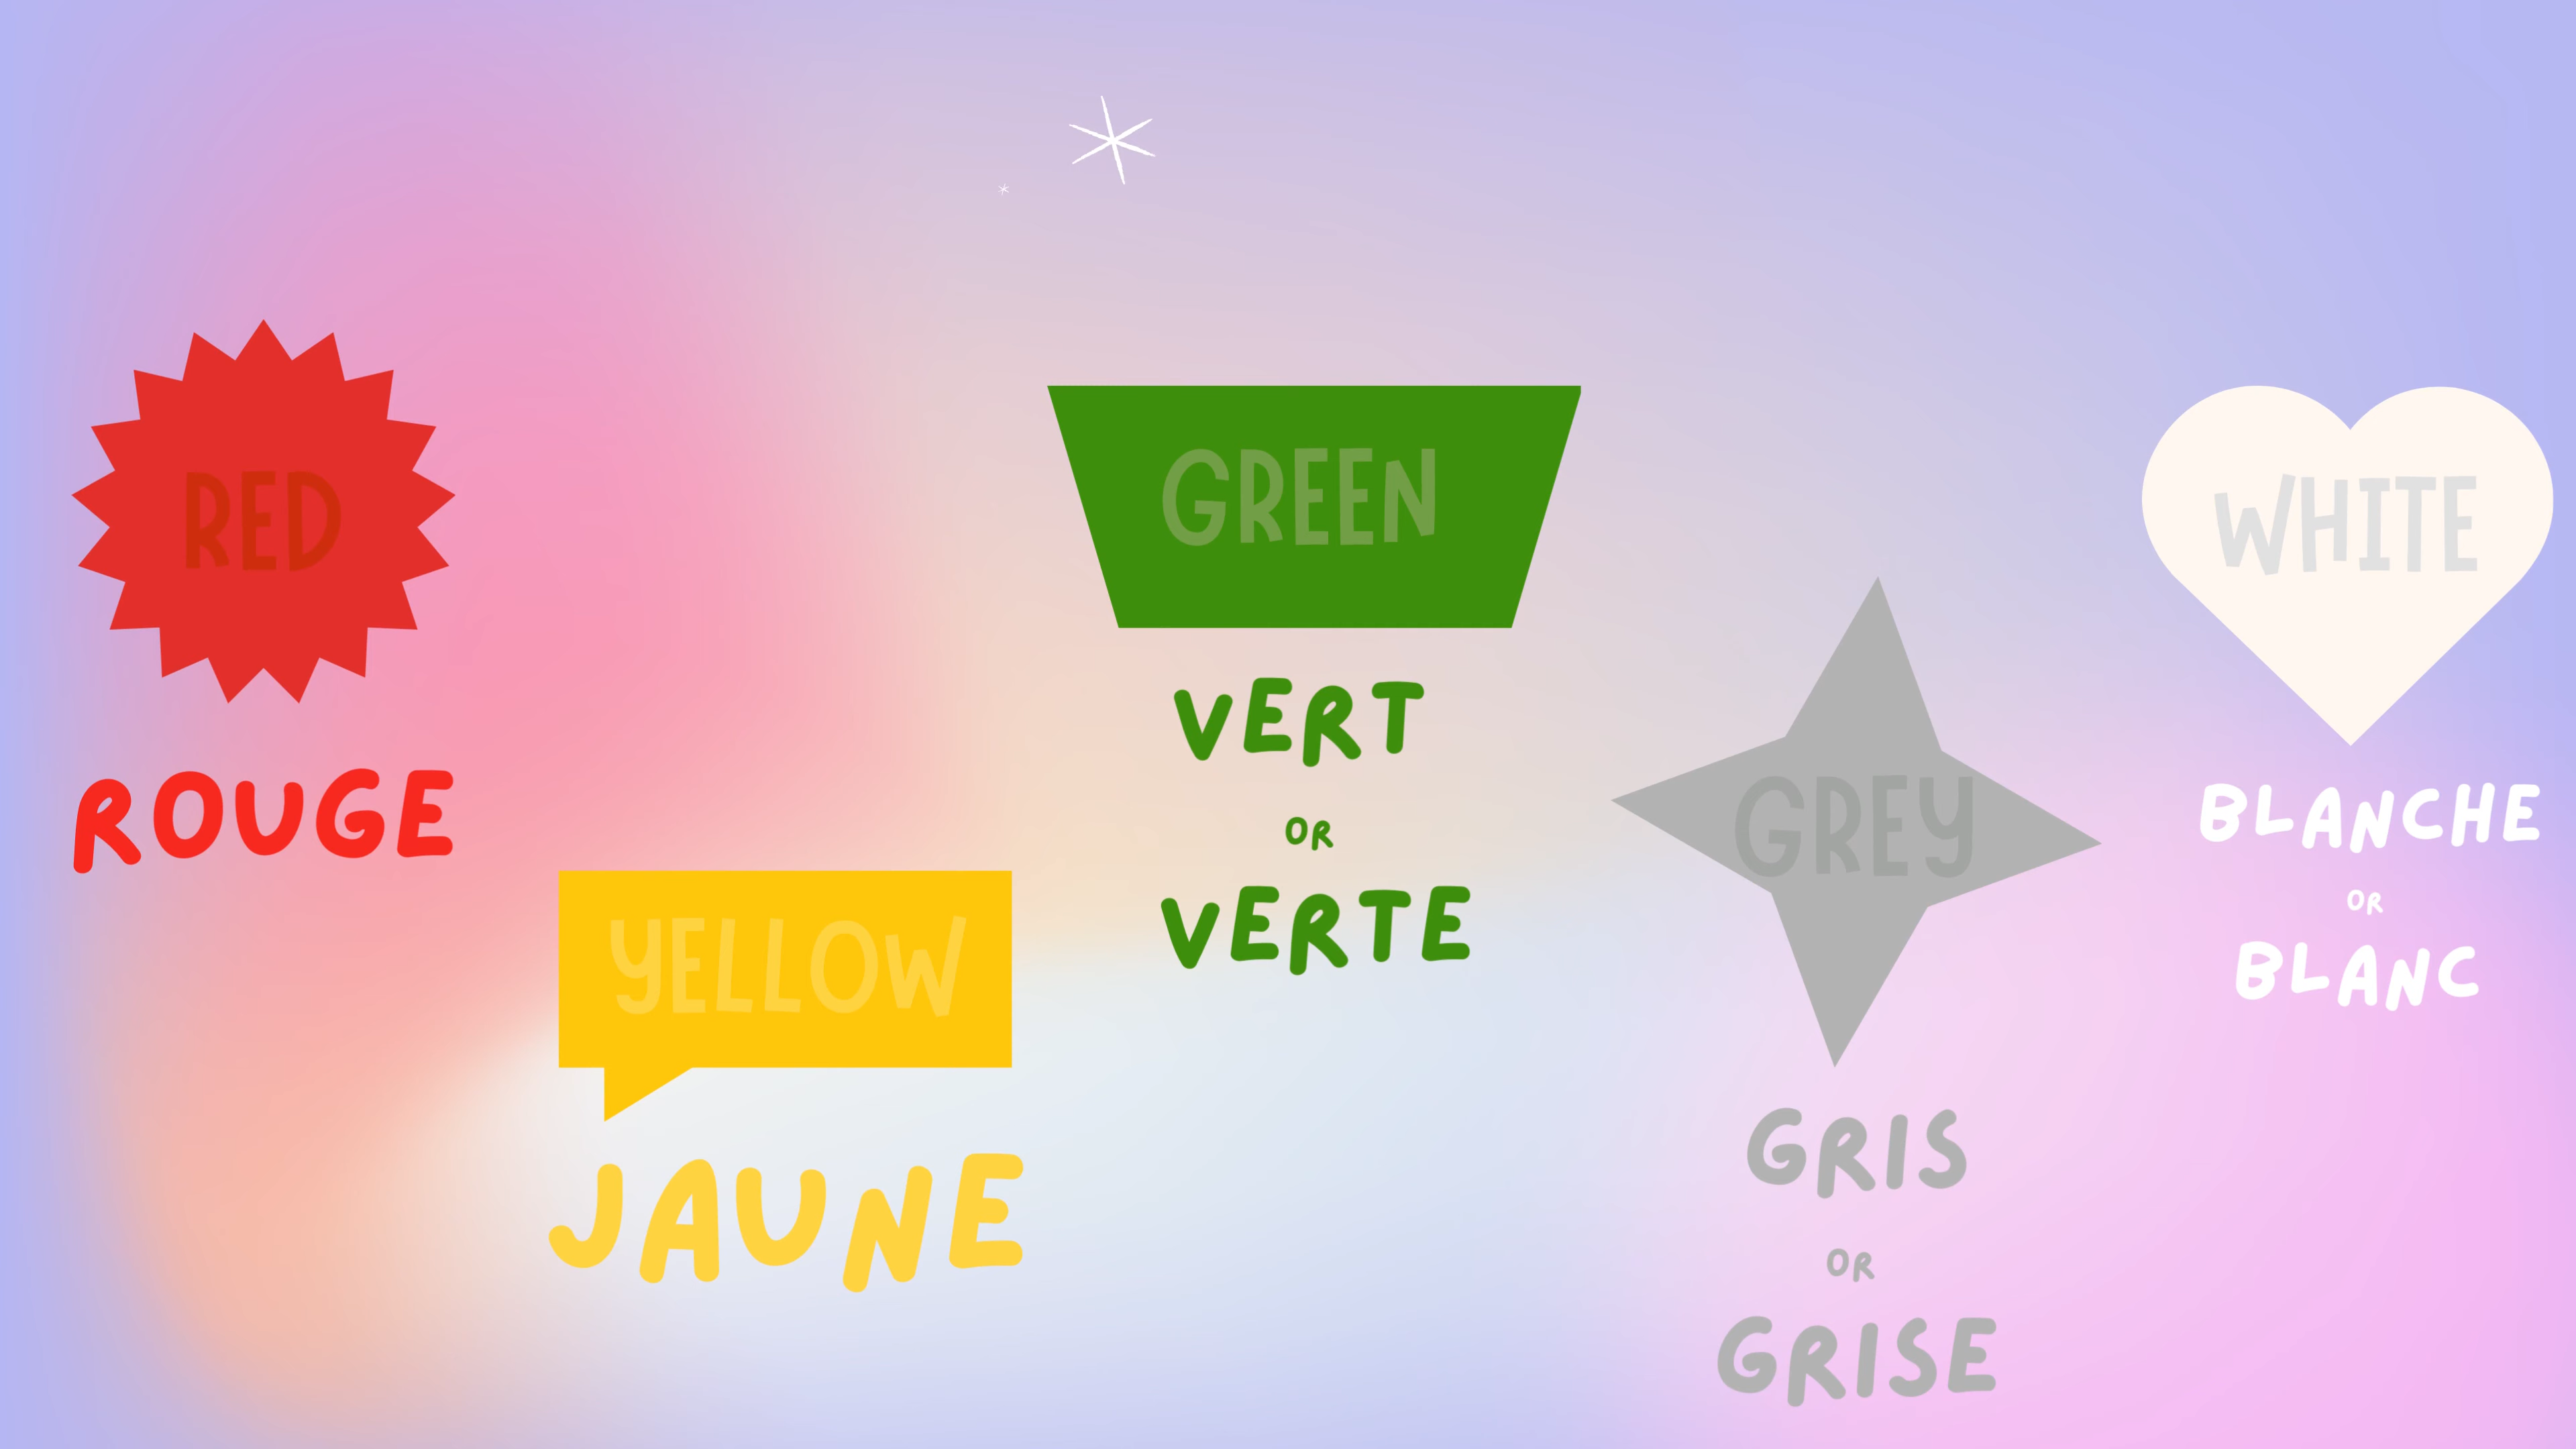 RED
ROUGE
YELLOW
JAUNE
GREEN
VERT
OR
VERTE
GREY
GRIS
OR
GRISE
WHITE
BLANCHE
OR
BLANC